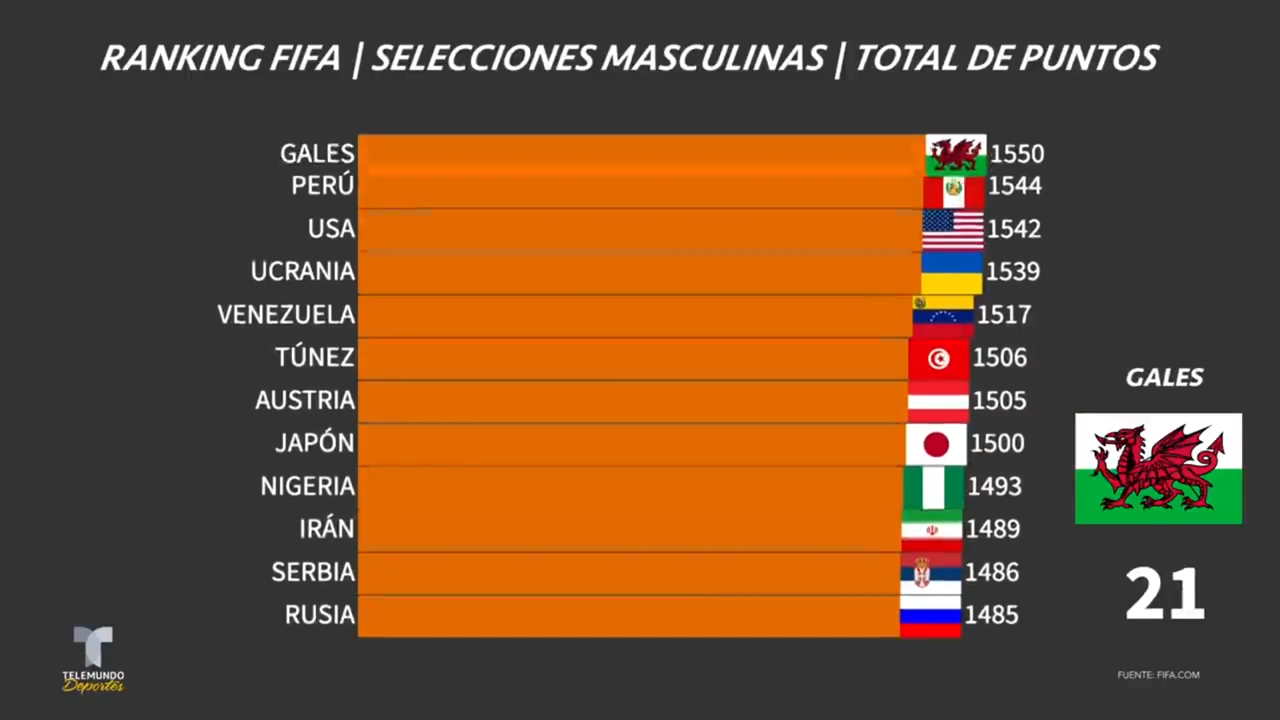 RANKING FIFA | SELECCIONES MASCULINAS | TOTAL DE PUNTOS
GALES 1550
PERÚ 1544
USA 1542
UCRANIA 1539
VENEZUELA 1517
TÚNEZ 1506
AUSTRIA 1505
JAPÓN 1500
NIGERIA 1493
IRÁN 1489
SERBIA 1486
RUSIA 1485
GALES
21
TELEMUNDO
Deportes
FUENTE: FIFA.COM